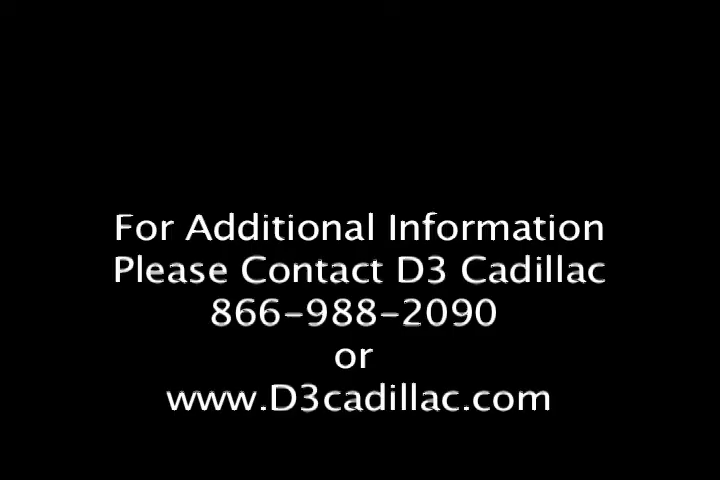 For Additional Information
Please Contact D3 Cadillac
866-988-2090
or
www.D3cadillac.com